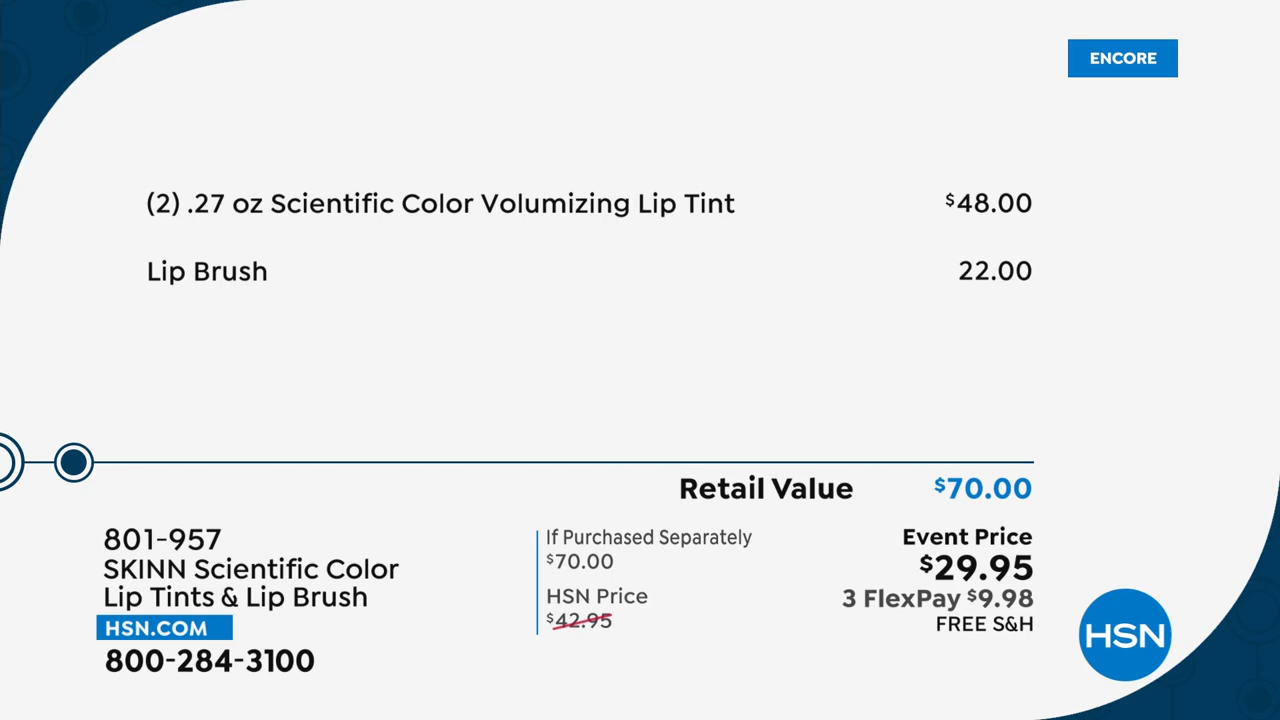 ENCORE
(2) .27 oz Scientific Color Volumizing Lip Tint $48.00
Lip Brush 22.00
Retail Value $70.00
801-957
SKINN Scientific Color
Lip Tints & Lip Brush
HSN.COM
800-284-3100
If Purchased Separately
$70.00
HSN Price
$42.95
Event Price
$29.95
3 FlexPay $9.98
FREE S&H
HSN